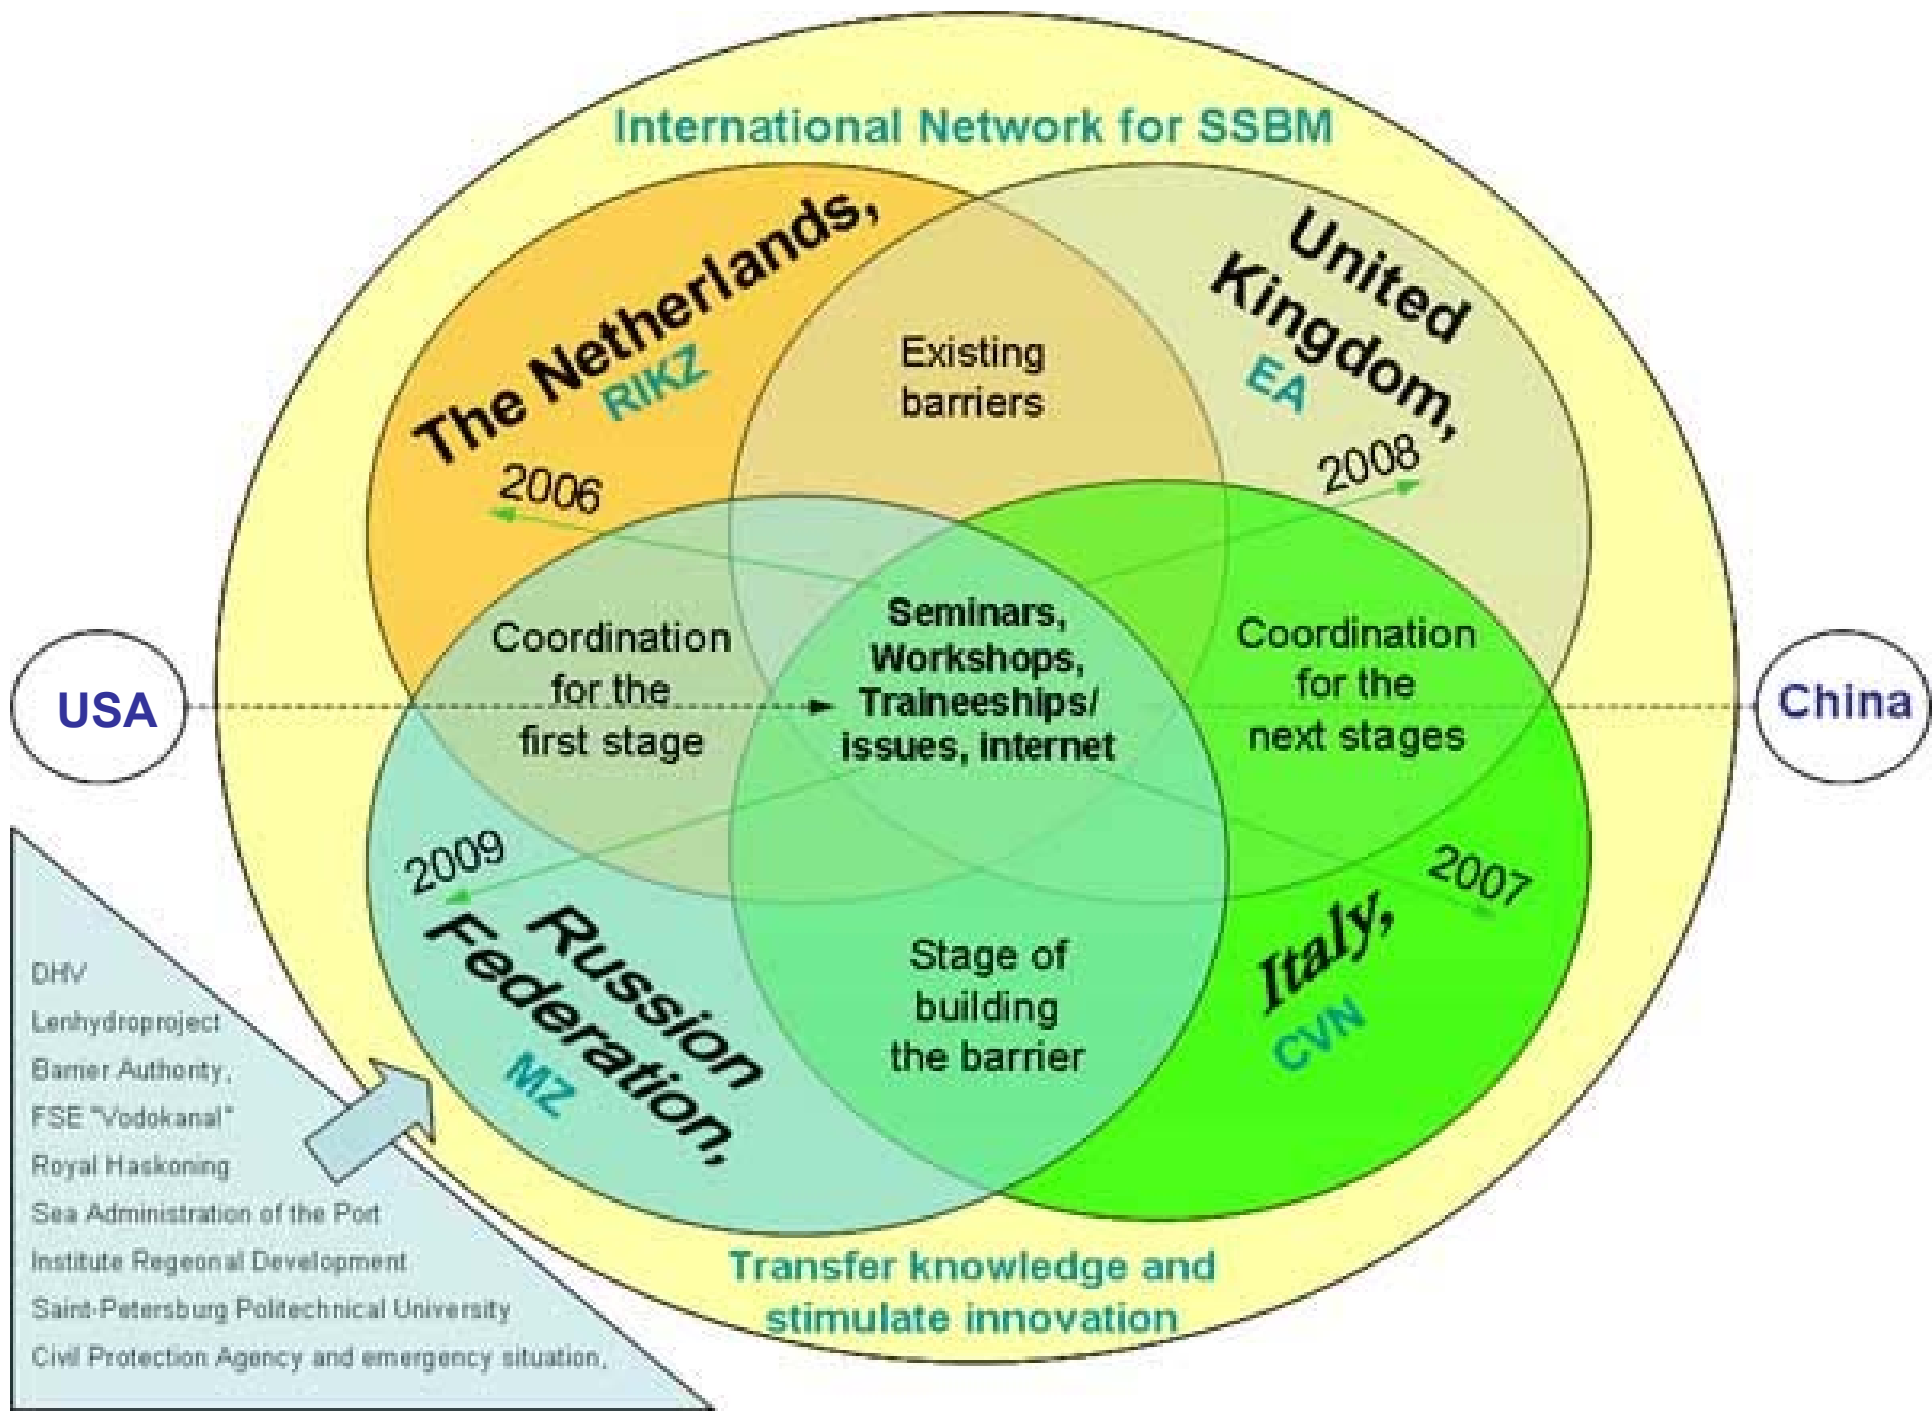 International Network for SSBM
The Netherlands,
RIKZ
2006
United
Kingdom,
EA
2008
Existing
barriers
Coordination
for the
first stage
Seminars,
Workshops,
Traineeships/
issues, internet
Coordination
for the
next stages
USA
China
2009
Russion
Federation,
MZ
Stage of
building
the barrier
2007
Italy,
CVN
DHV
Lenhydroproject
Barrier Authority,
FSE "Vodokanal"
Royal Haskoning
Sea Administration of the Port
Institute Regeonal Development
Saint-Petersburg Politechnical University
Civil Protection Agency and emergency situation,
Transfer knowledge and
stimulate innovation